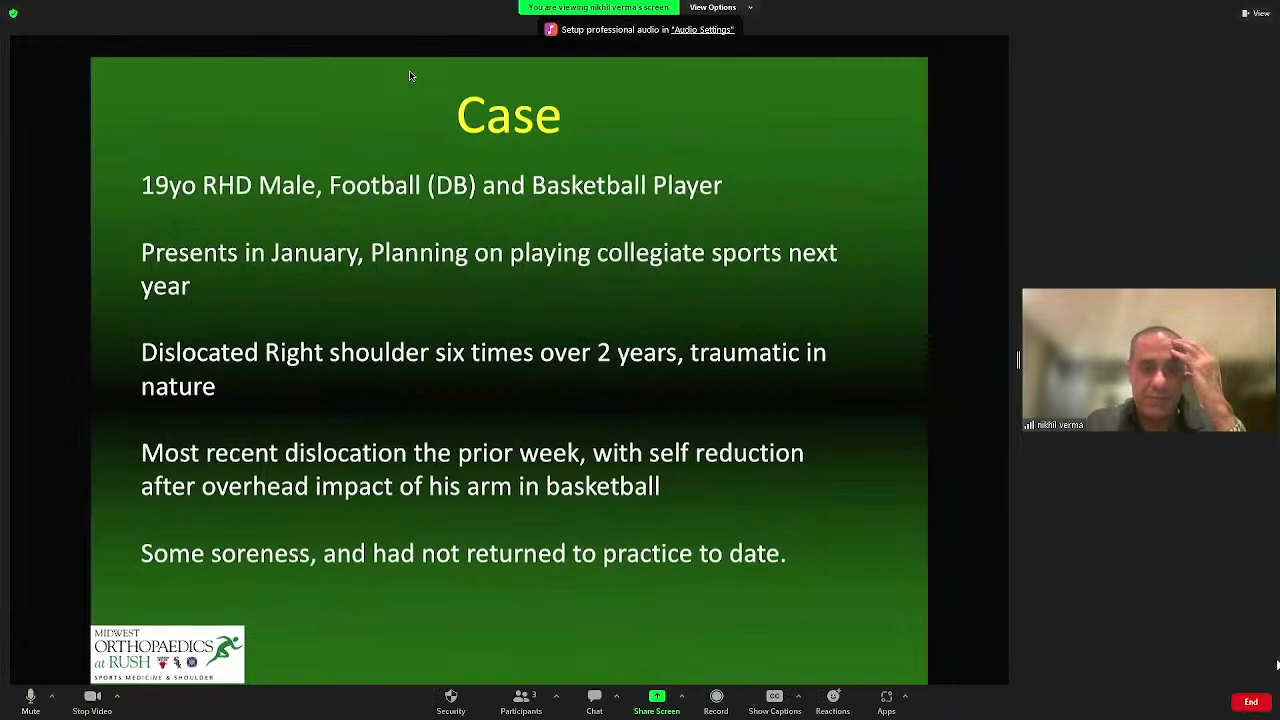 You are viewing nikhil verma's screen
View Options
View
Setup professional audio in "Audio Settings"
Case
19yo RHD Male, Football (DB) and Basketball Player
Presents in January, Planning on playing collegiate sports next
year
Dislocated Right shoulder six times over 2 years, traumatic in
nature
Most recent dislocation the prior week, with self reduction
after overhead impact of his arm in basketball
Some soreness, and had not returned to practice to date.
nikhil verma
MIDWEST
ORTHOPAEDICS
at RUSH
SPORTS MEDICINE & SHOULDER
Mute
Stop Video
Security
3
Participants
Chat
Share Screen
Record
CC
Show Captions
Reactions
Apps
End